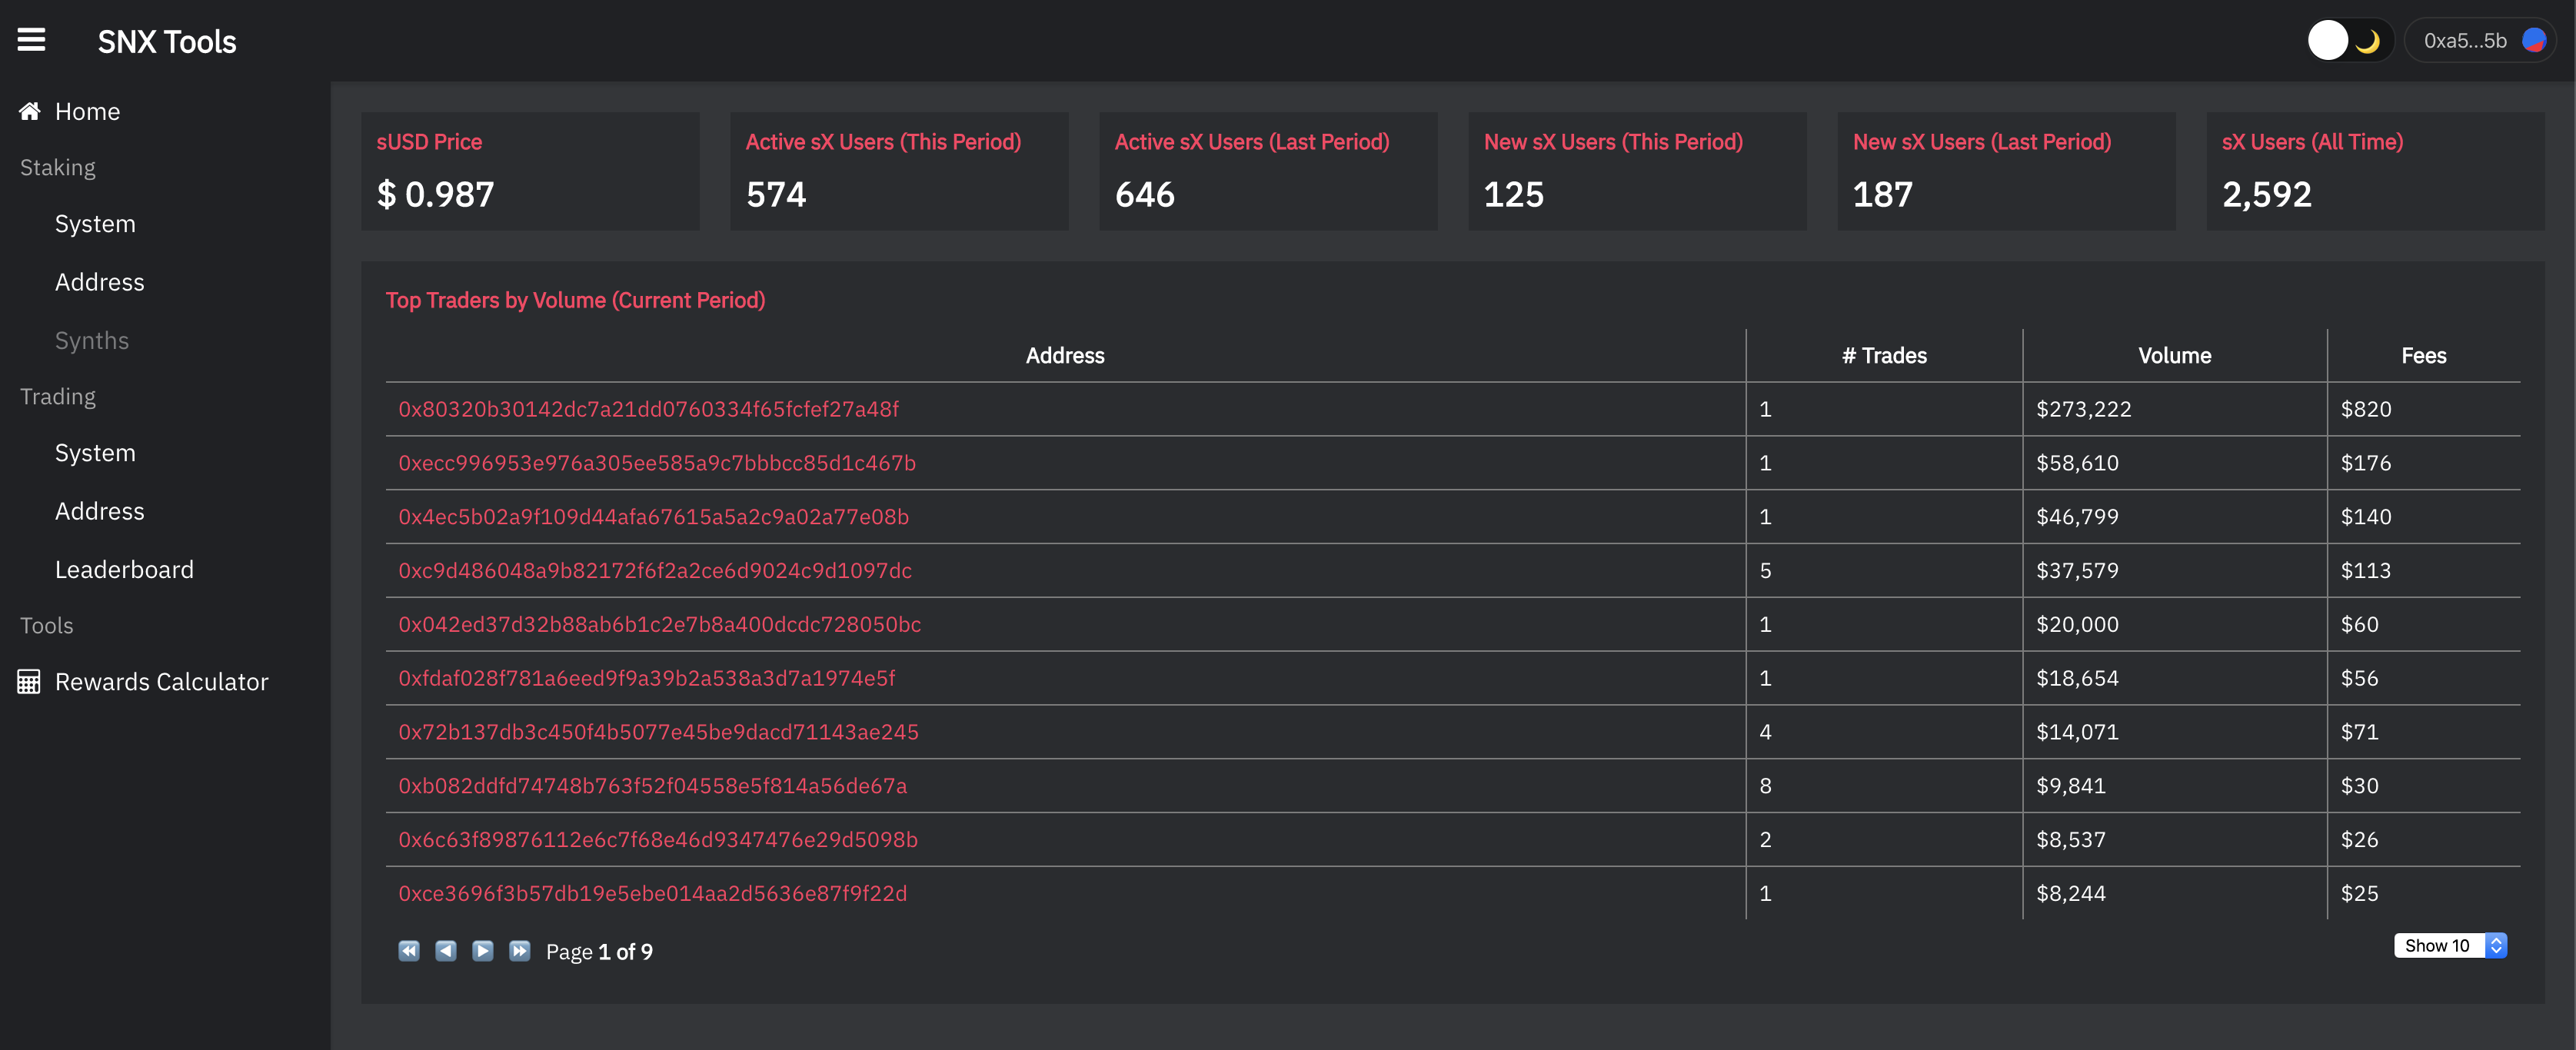 SNX Tools
0xa5...5b
Home
Staking
System
Address
Synths
Trading
System
Address
Leaderboard
Tools
Rewards Calculator
sUSD Price
$ 0.987
Active sX Users (This Period)
574
Active sX Users (Last Period)
646
New sX Users (This Period)
125
New sX Users (Last Period)
187
sX Users (All Time)
2,592
Top Traders by Volume (Current Period)
Address # Trades Volume Fees
0x80320b30142dc7a21dd0760334f65fcfef27a48f 1 $273,222 $820
0xecc996953e976a305ee585a9c7bbbcc85d1c467b 1 $58,610 $176
0x4ec5b02a9f109d44afa67615a5a2c9a02a77e08b 1 $46,799 $140
0xc9d486048a9b82172f6f2a2ce6d9024c9d1097dc 5 $37,579 $113
0x042ed37d32b88ab6b1c2e7b8a400dcdc728050bc 1 $20,000 $60
0xfdaf028f781a6eed9f9a39b2a538a3d7a1974e5f 1 $18,654 $56
0x72b137db3c450f4b5077e45be9dacd71143ae245 4 $14,071 $71
0xb082ddfd74748b763f52f04558e5f814a56de67a 8 $9,841 $30
0x6c63f89876112e6c7f68e46d9347476e29d5098b 2 $8,537 $26
0xce3696f3b57db19e5ebe014aa2d5636e87f9f22d 1 $8,244 $25
Page 1 of 9
Show 10